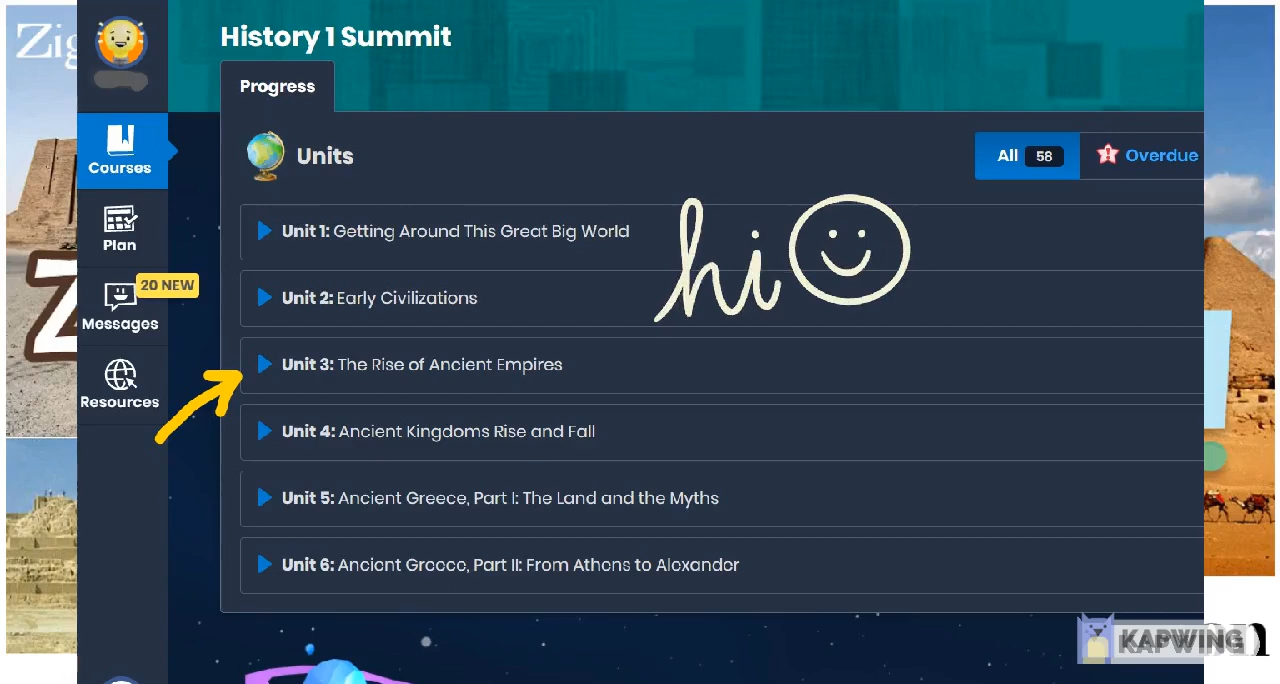 Zig
History 1 Summit
Progress
Units
All 58
Overdue
Courses
Plan
20 NEW
Messages
Resources
Unit 1: Getting Around This Great Big World
hi
Unit 2: Early Civilizations
Unit 3: The Rise of Ancient Empires
Unit 4: Ancient Kingdoms Rise and Fall
Unit 5: Ancient Greece, Part I: The Land and the Myths
Unit 6: Ancient Greece, Part II: From Athens to Alexander
Z
KAPWING